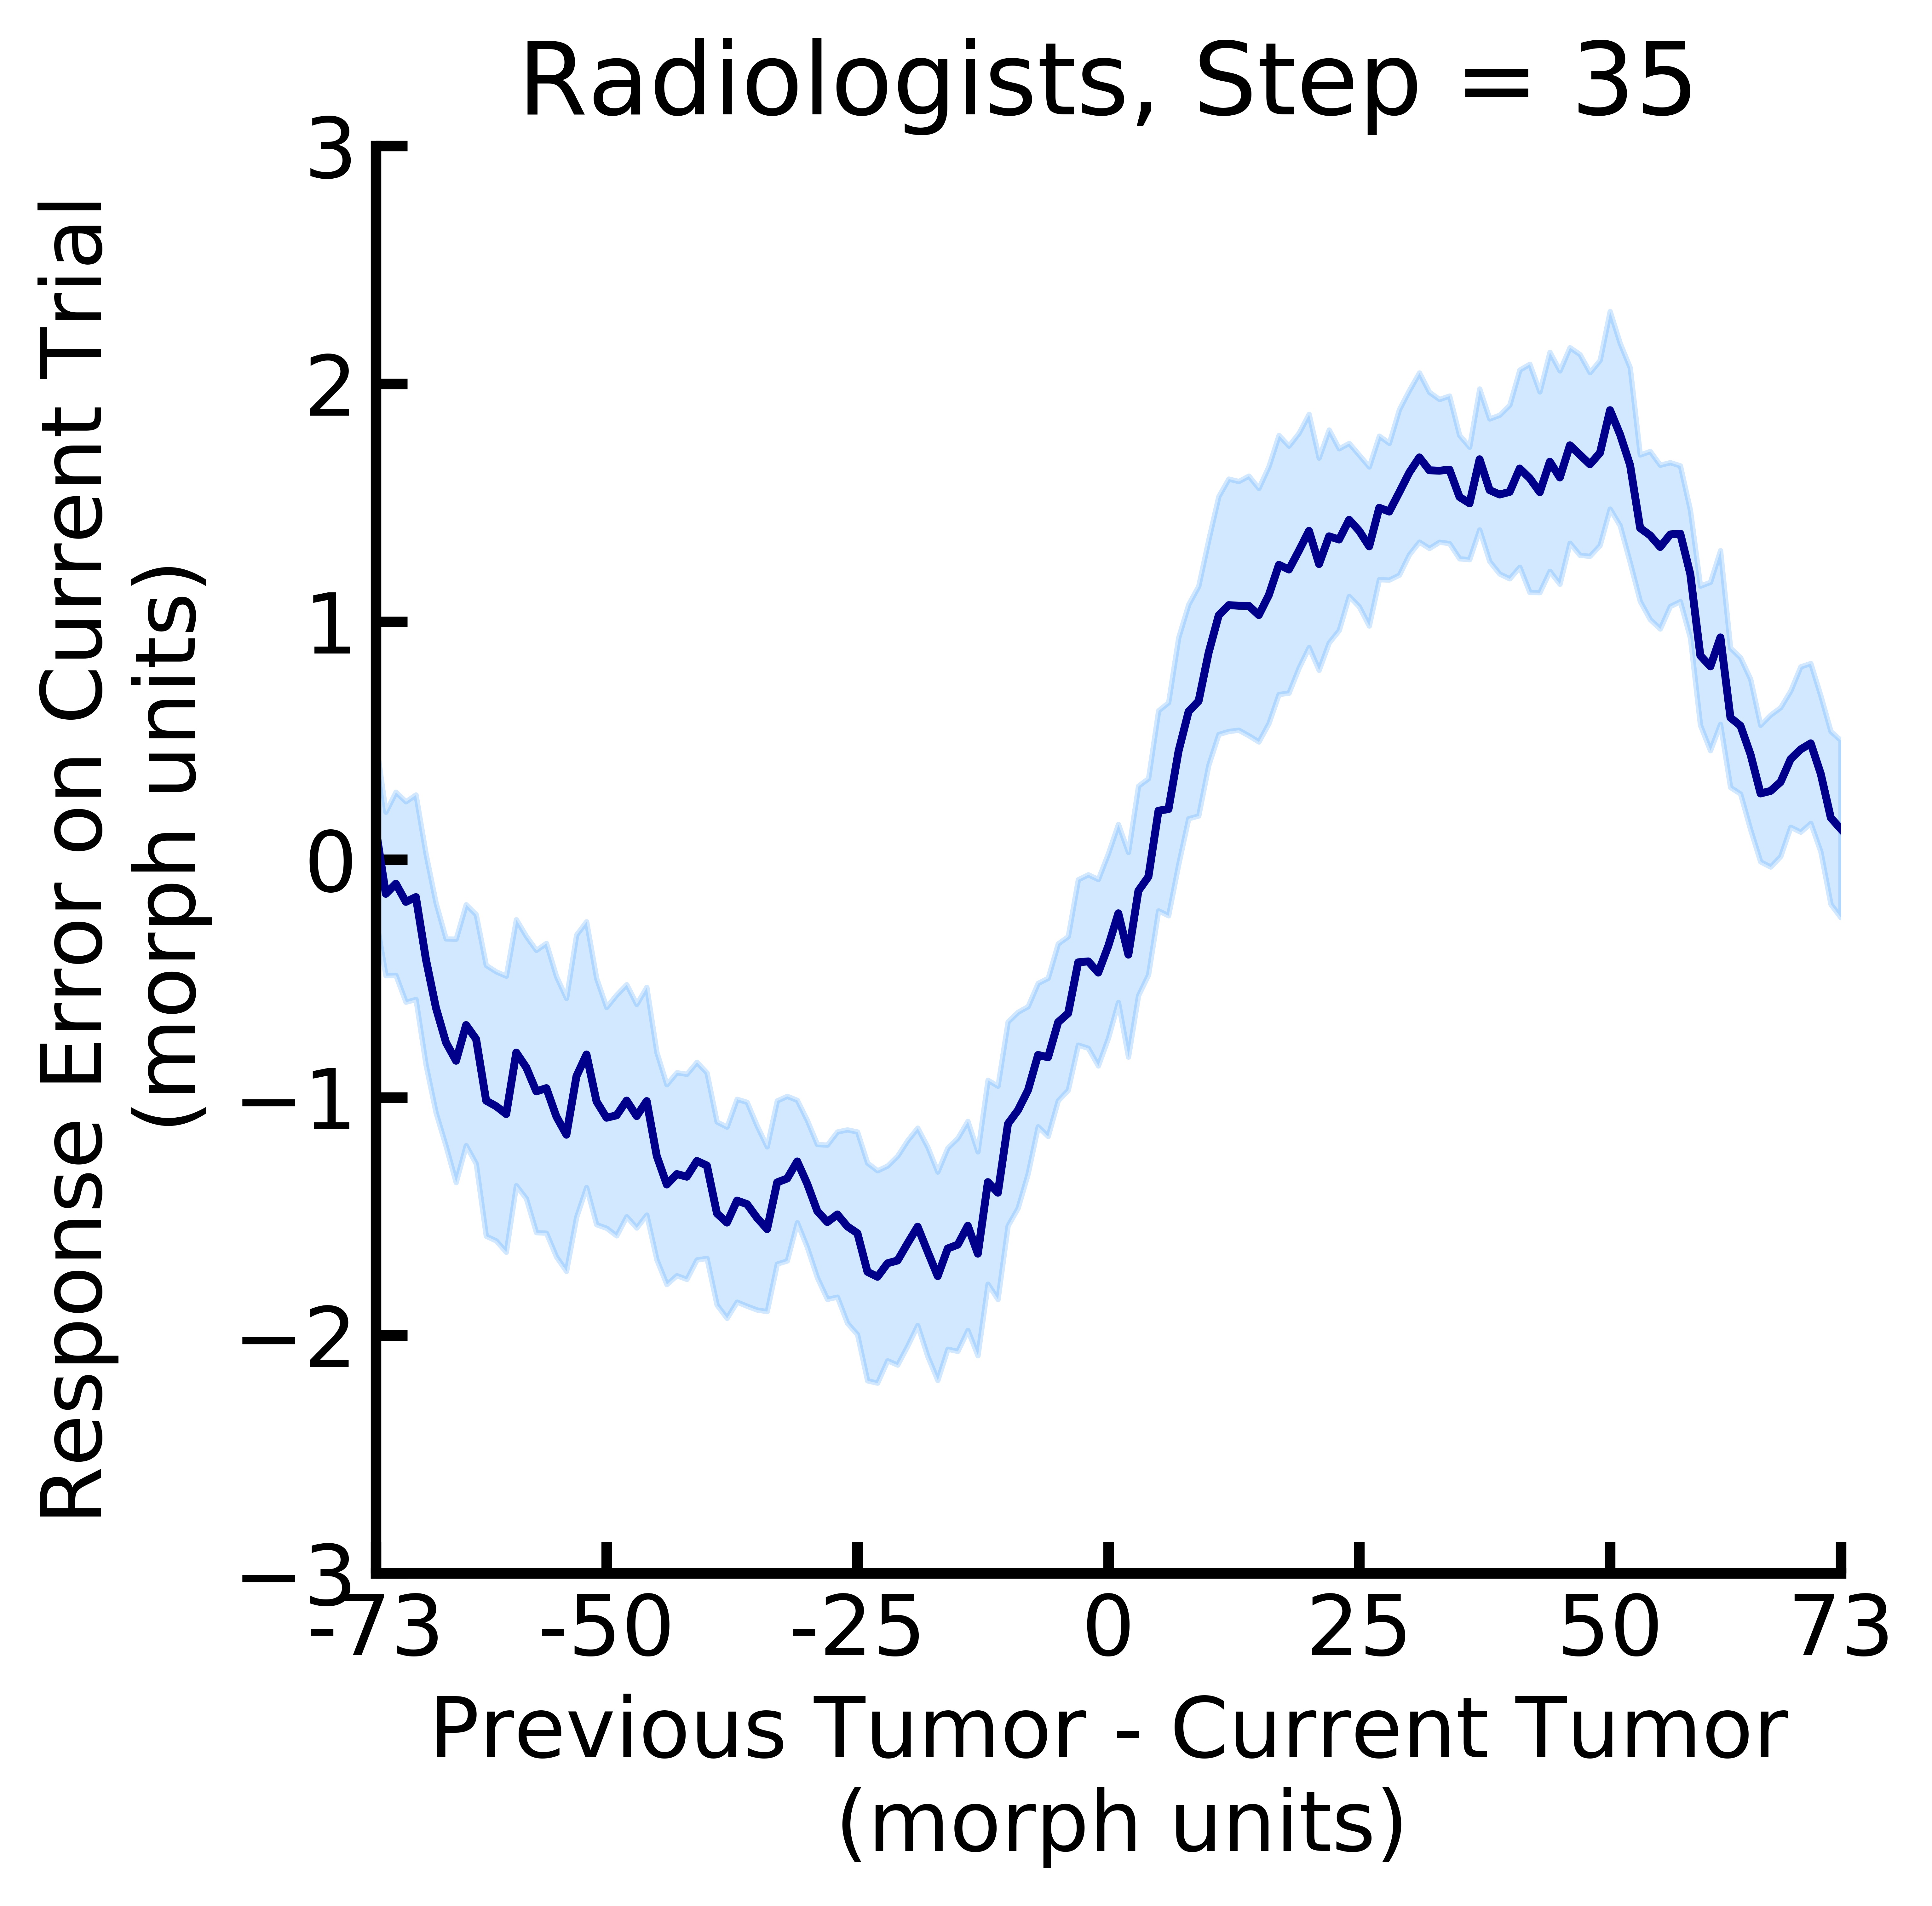 Radiologists, Step = 35
Response Error on Current Trial
(morph units)
3
2
1
0
−1
−2
−3
-73 -50 -25 0 25 50 73
Previous Tumor - Current Tumor
(morph units)